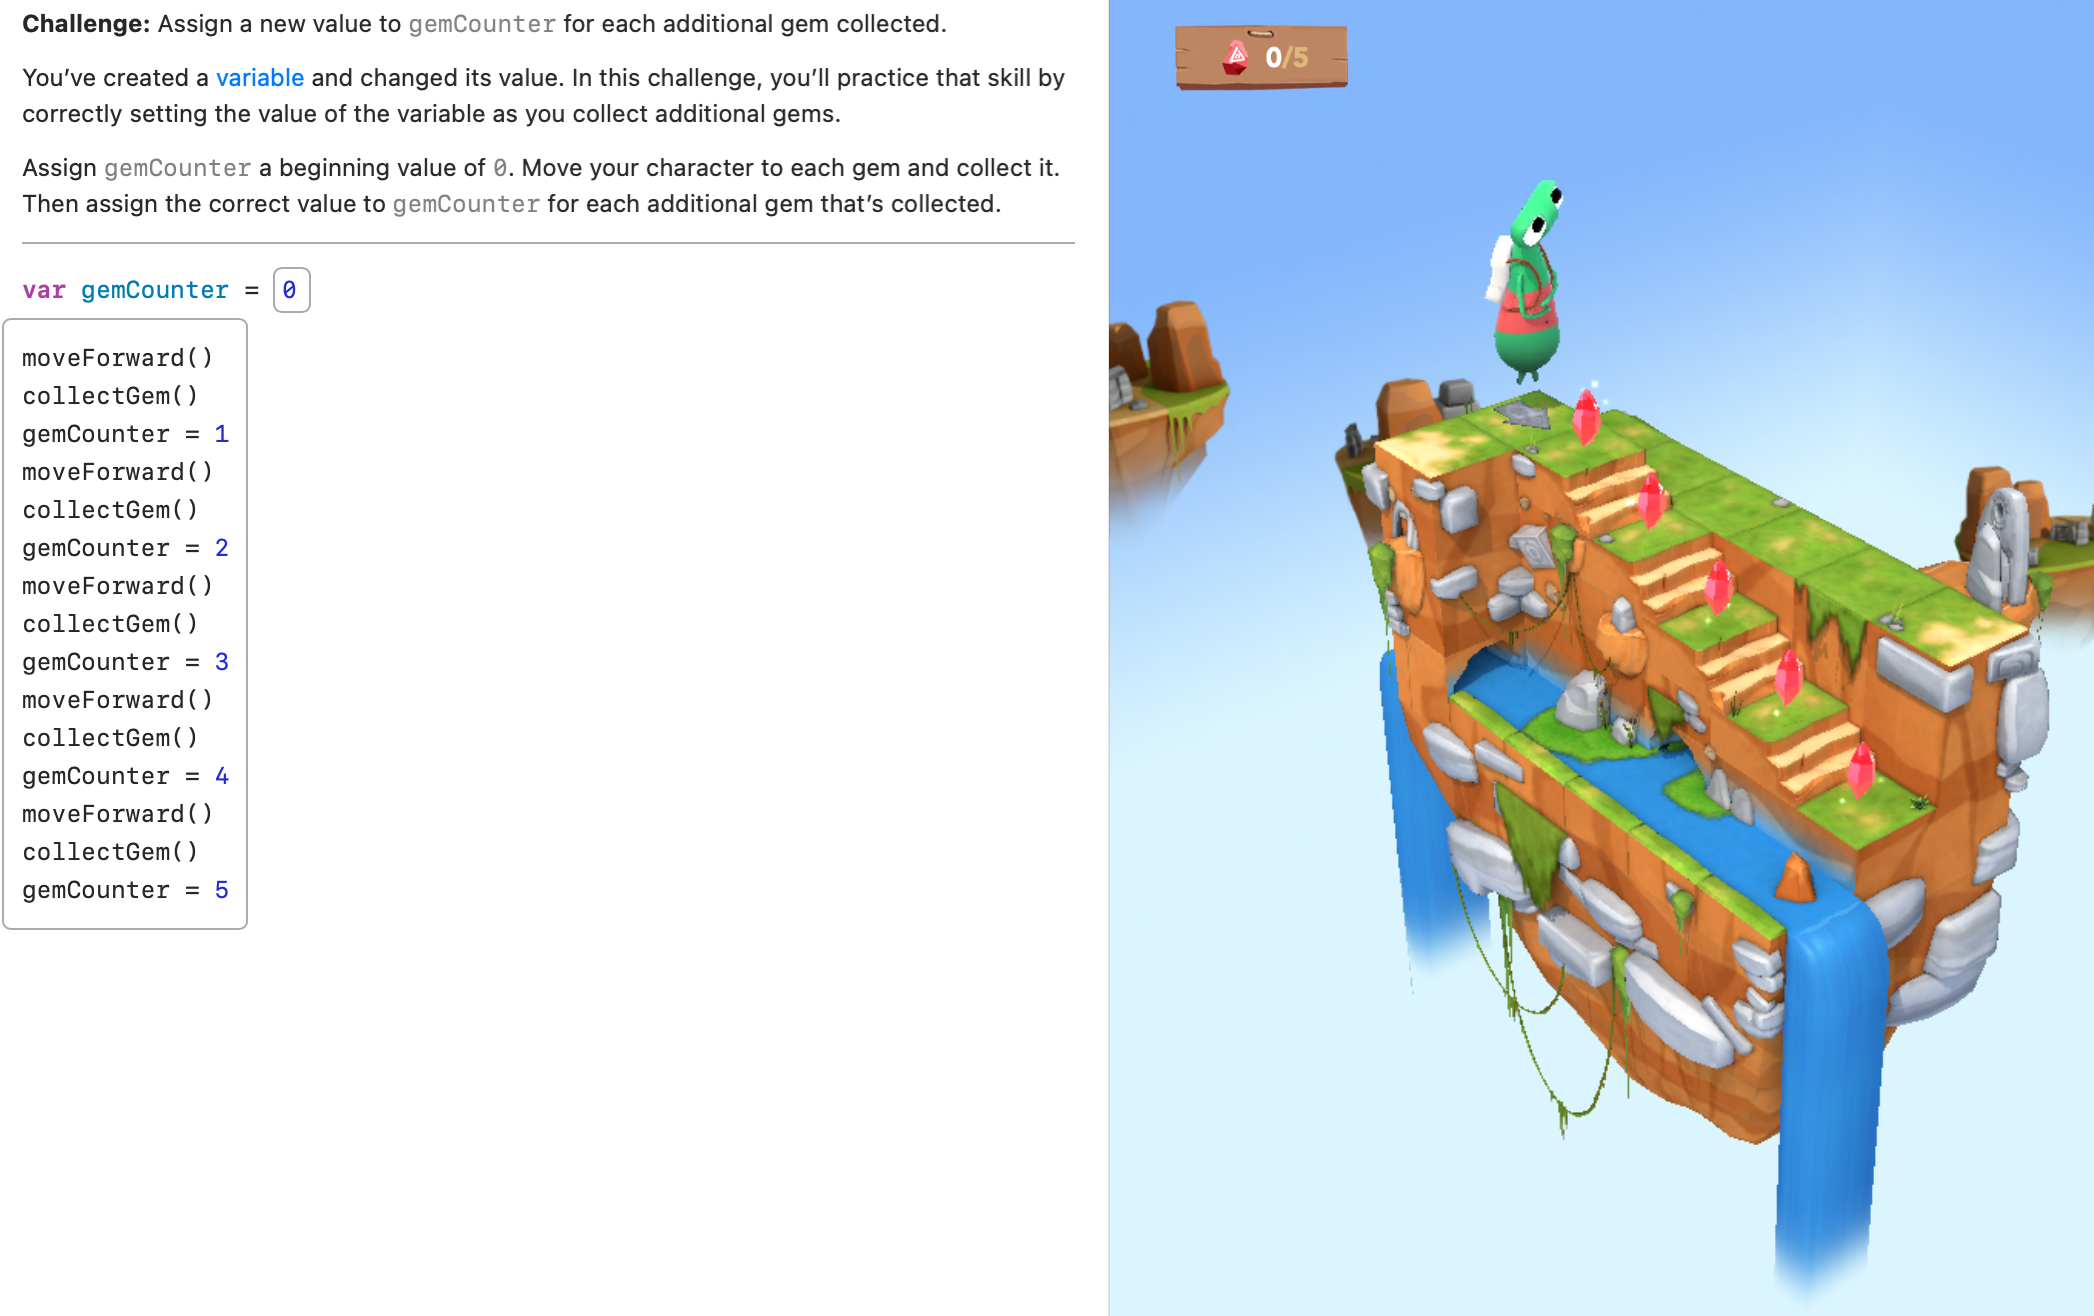 Challenge: Assign a new value to gemCounter for each additional gem collected.
You’ve created a variable and changed its value. In this challenge, you’ll practice that skill by
correctly setting the value of the variable as you collect additional gems.
Assign gemCounter a beginning value of 0. Move your character to each gem and collect it.
Then assign the correct value to gemCounter for each additional gem that’s collected.
var gemCounter = 0
moveForward()
collectGem()
gemCounter = 1
moveForward()
collectGem()
gemCounter = 2
moveForward()
collectGem()
gemCounter = 3
moveForward()
collectGem()
gemCounter = 4
moveForward()
collectGem()
gemCounter = 5
0/5